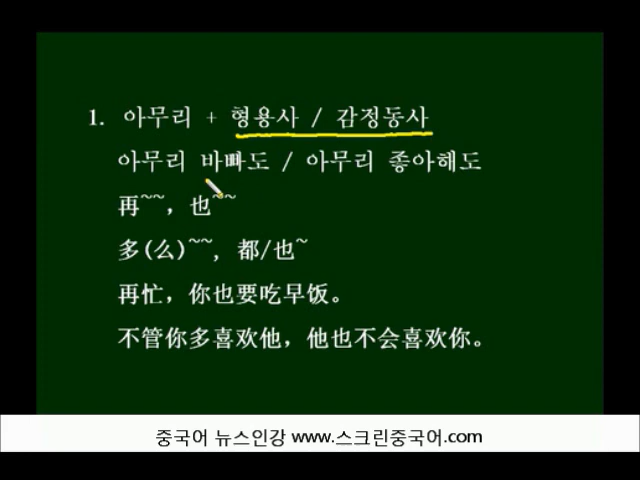 1. 아무리 + 형용사 / 감정동사
아무리 바빠도 / 아무리 좋아해도
再~~, 也~~
多(么)~~, 都/也~
再忙, 你也要吃早饭。
不管你多喜欢他, 他也不会喜欢你。
중국어 뉴스인강 www.스크린중국어.com